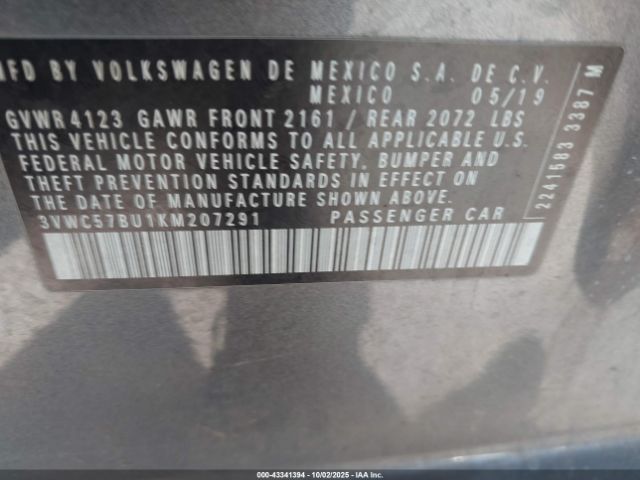 MFD BY VOLKSWAGEN DE MEXICO S.A. DE C.V.
MEXICO 05/19
GVWR 4123 GAWR FRONT 2161 / REAR 2072 LBS
THIS VEHICLE CONFORMS TO ALL APPLICABLE U.S.
FEDERAL MOTOR VEHICLE SAFETY, BUMPER AND
THEFT PREVENTION STANDARDS IN EFFECT ON
THE DATE OF MANUFACTURE SHOWN ABOVE.
3VWC57BU1KM207291 PASSENGER CAR
2241583 3387 M
000-43341394 | 10/02/2025 | IAA Inc.